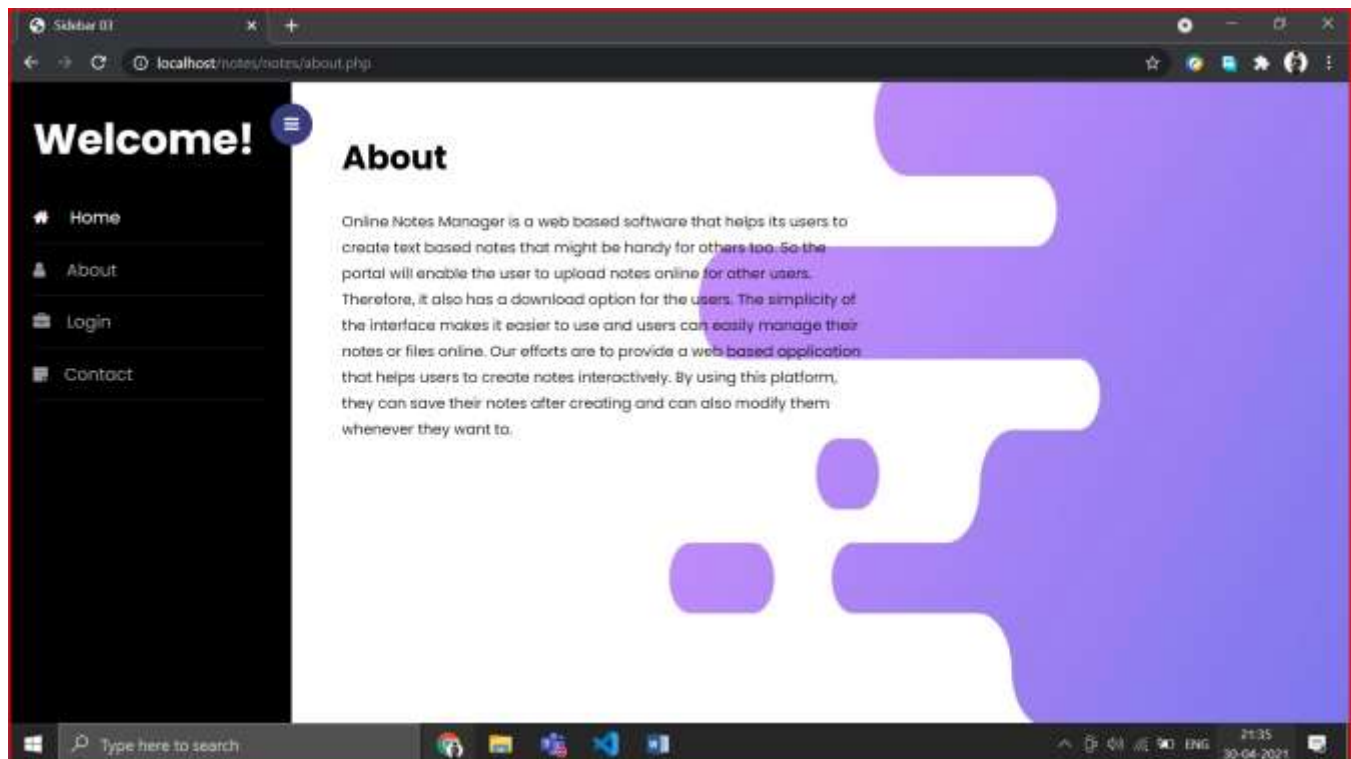 Sidebar 03
localhost/notes/notes/about.php
Welcome!
Home
About
Login
Contact
About
Online Notes Manager is a web based software that helps its users to
create text based notes that might be handy for others too. So the
portal will enable the user to upload notes online for other users.
Therefore, it also has a download option for the users. The simplicity of
the interface makes it easier to use and users can easily manage their
notes or files online. Our efforts are to provide a web based application
that helps users to create notes interactively. By using this platform,
they can save their notes after creating and can also modify them
whenever they want to.
Type here to search
ENG
21:35
30-04-2021